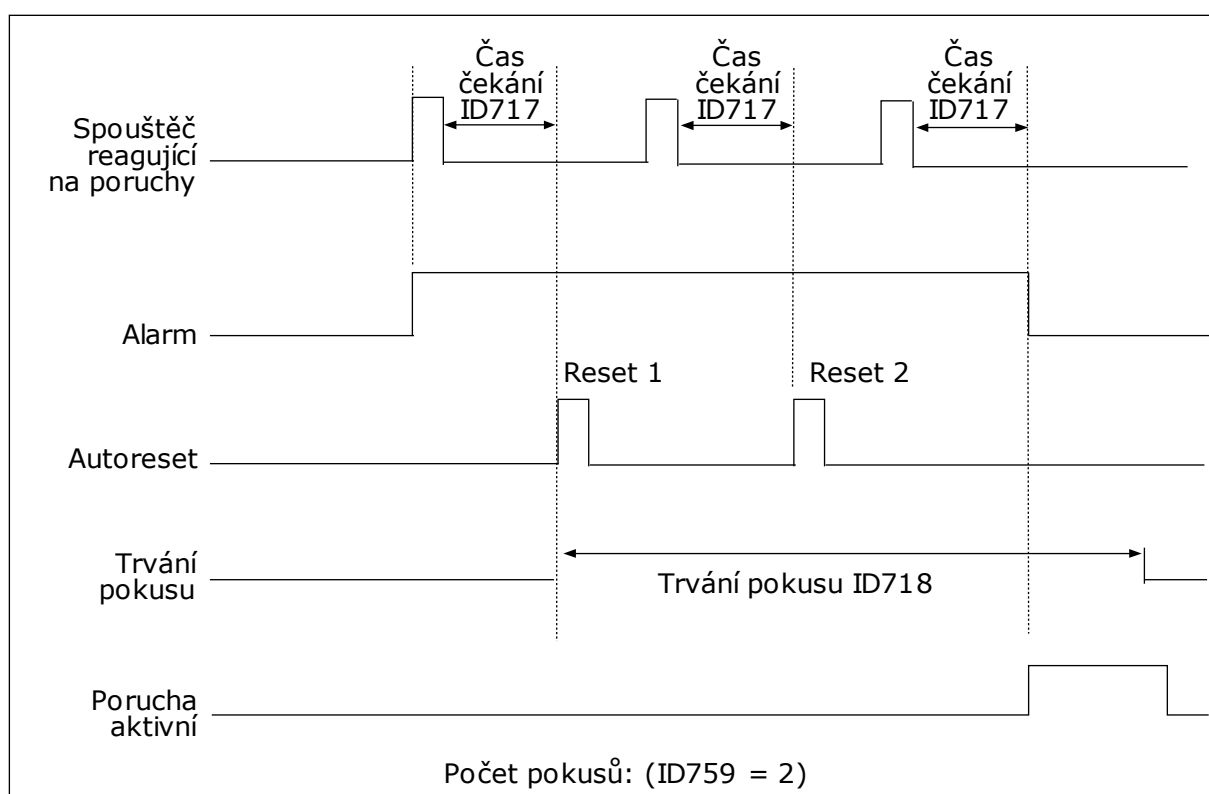 Čas
čekání
ID717
Čas
čekání
ID717
Čas
čekání
ID717
Spouštěč
reagující
na poruchy
Alarm
Reset 1
Reset 2
Autoreset
Trvání
pokusu
Trvání pokusu ID718
Porucha
aktivní
Počet pokusů: (ID759 = 2)